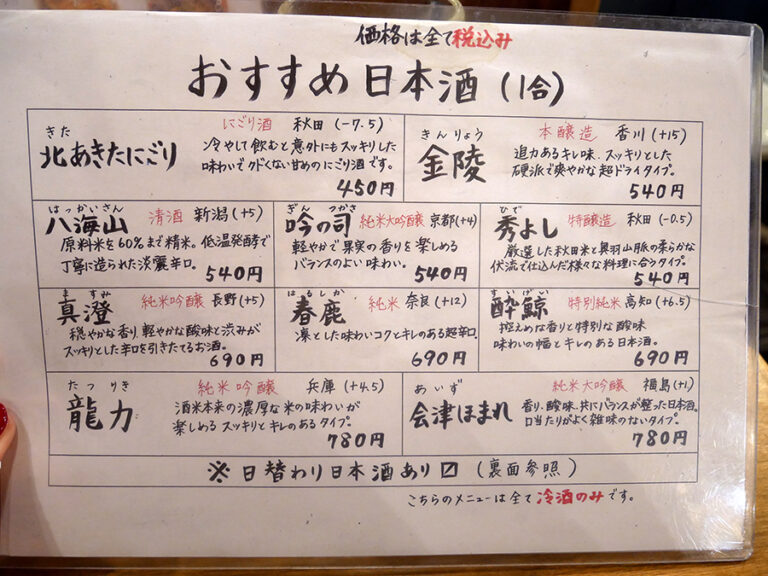 価格は全て税込み
おすすめ日本酒(1合)
きた
北あきたにごり
にごり酒 秋田(-7.5)
冷やして飲むと意外にもスッキリした
味わいでクドくない甘めのにごり酒です。
450円
きんりょう
金陵
本醸造 香川(+15)
迫力あるキレ味、スッキリとした
硬派で爽やかな超ドライタイプ。
540円
はっかいさん
八海山 清酒 新潟(+5)
原料米を60%まで精米。低温発酵で
丁寧に造られた淡麗辛口。
540円
ぎん つかさ
吟の司 純米大吟醸 京都(+4)
軽やかで果実の香りを楽しめる
バランスのよい味わい。
540円
ひで
秀よし 特醸造 秋田(-0.5)
厳選した秋田米と奥羽山脈の柔らかな
伏流で仕込んだ様々な料理に合うタイプ。
540円
ますみ
真澄 純米吟醸 長野(+5)
穏やかな香り、軽やかな酸味と渋みが
スッキリとした辛口を引きたてるお酒。
690円
はるしか
春鹿 純米 奈良(+12)
凛とした味わいコクとキレのある超辛口。
690円
すいげい
酔鯨 特別純米 高知(+6.5)
控えめな香りと特別な酸味
味わいの幅とキレのある日本酒。
690円
たつりき
龍力
純米吟醸 兵庫(+4.5)
酒米本来の濃厚な米の味わいが
楽しめるスッキリとキレのあるタイプ。
780円
あいず
会津ほまれ
純米大吟醸 福島(+1)
香り、酸味、共にバランスが整った日本酒。
口当たりがよく雑味のないタイプ。
780円
※日替わり日本酒あり☑(裏面参照)
こちらのメニューは全て冷酒のみです。